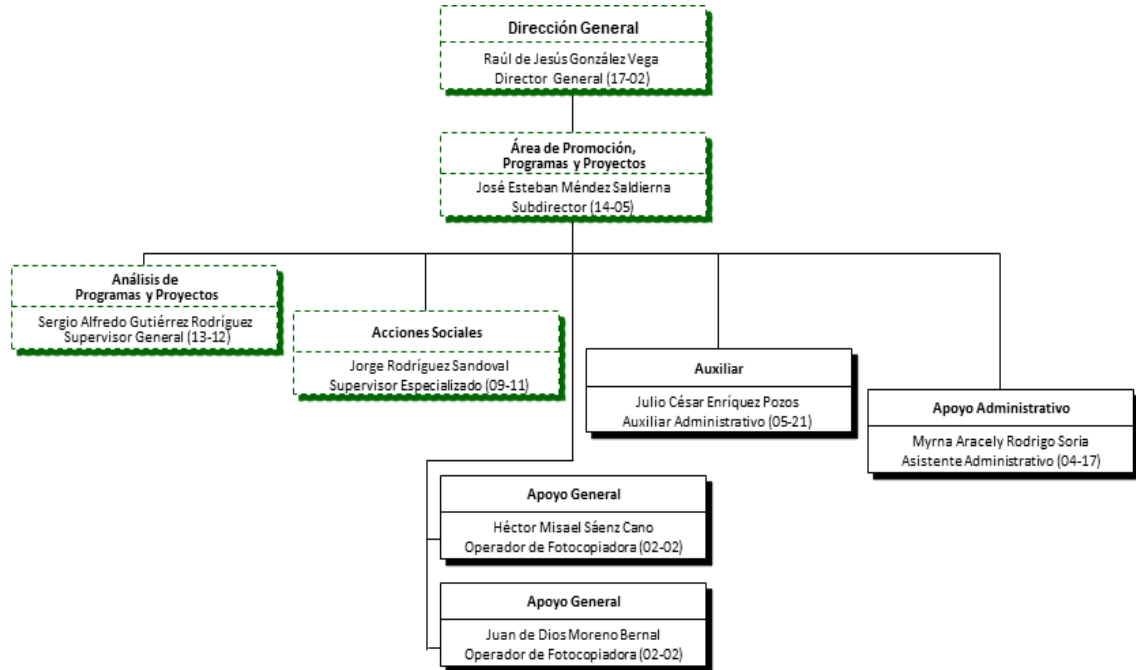 Dirección General
Raúl de Jesús González Vega
Director General (17-02)
Área de Promoción,
Programas y Proyectos
José Esteban Méndez Saldierna
Subdirector (14-05)
Análisis de
Programas y Proyectos
Sergio Alfredo Gutiérrez Rodríguez
Supervisor General (13-12)
Acciones Sociales
Jorge Rodríguez Sandoval
Supervisor Especializado (09-11)
Auxiliar
Julio César Enríquez Pozos
Auxiliar Administrativo (05-21)
Apoyo Administrativo
Myrna Aracely Rodrigo Soria
Asistente Administrativo (04-17)
Apoyo General
Héctor Misael Sáenz Cano
Operador de Fotocopiadora (02-02)
Apoyo General
Juan de Dios Moreno Bernal
Operador de Fotocopiadora (02-02)